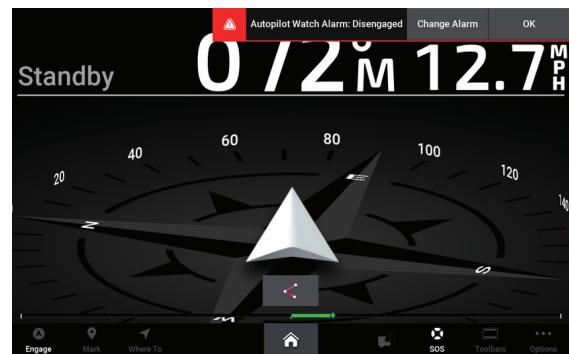 Autopilot Watch Alarm: Disengaged Change Alarm OK
Standby 072°M 12.7 MPH
60 80
40 100
20 120
140
E
N
S
W
Engage Mark Where To SOS Toolbars Options